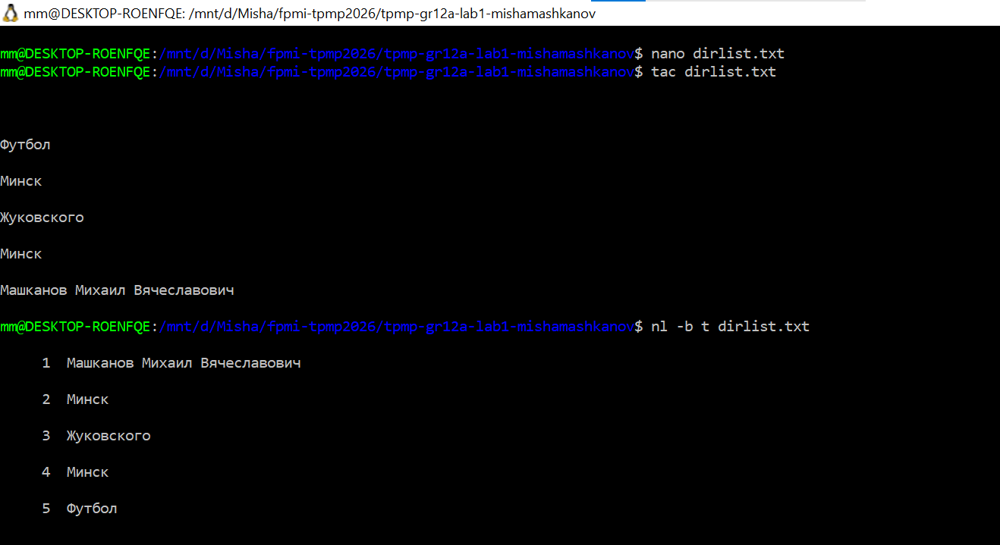 mm@DESKTOP-ROENFQE: /mnt/d/Misha/fpmi-tpmp2026/tpmp-gr12a-lab1-mishamashkanov
mm@DESKTOP-ROENFQE:/mnt/d/Misha/fpmi-tpmp2026/tpmp-gr12a-lab1-mishamashkanov$ nano dirlist.txt
mm@DESKTOP-ROENFQE:/mnt/d/Misha/fpmi-tpmp2026/tpmp-gr12a-lab1-mishamashkanov$ tac dirlist.txt
Футбол
Минск
Жуковского
Минск
Машканов Михаил Вячеславович
mm@DESKTOP-ROENFQE:/mnt/d/Misha/fpmi-tpmp2026/tpmp-gr12a-lab1-mishamashkanov$ nl -b t dirlist.txt
1 Машканов Михаил Вячеславович
2 Минск
3 Жуковского
4 Минск
5 Футбол